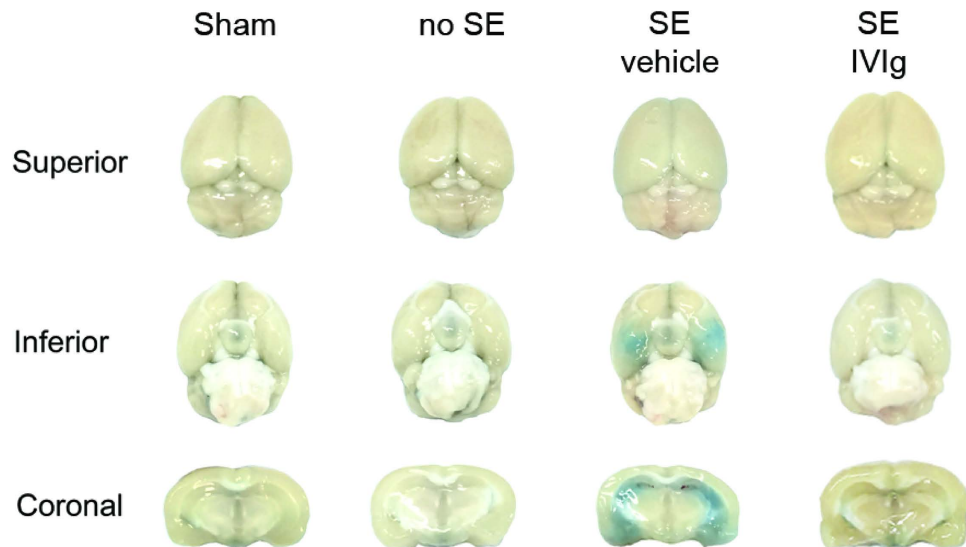 Sham no SE SE vehicle SE IVIg
Superior
Inferior
Coronal